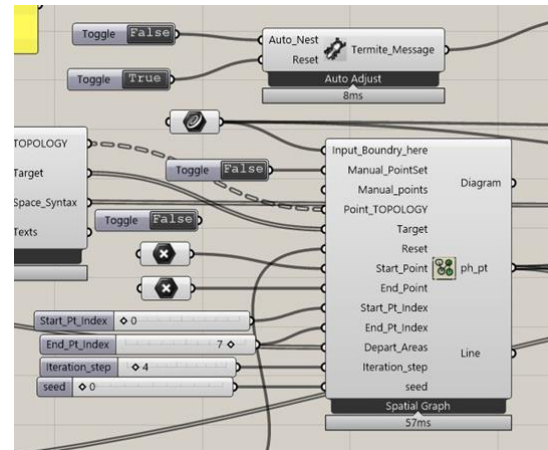 Toggle False
Toggle True
Auto_Nest
Reset
Termite_Message
Auto Adjust
8ms
TOPOLOGY
Target
Space_Syntax
Texts
Toggle False
Toggle False
Input_Boundry_here
Manual_PointSet
Manual_points
Point_TOPOLOGY
Target
Reset
Start_Point
End_Point
Start_Pt_Index
End_Pt_Index
Depart_Areas
Iteration_step
seed
Diagram
ph_pt
Line
Spatial Graph
57ms
Start_Pt_Index 0
End_Pt_Index 7
Iteration_step 4
seed 0